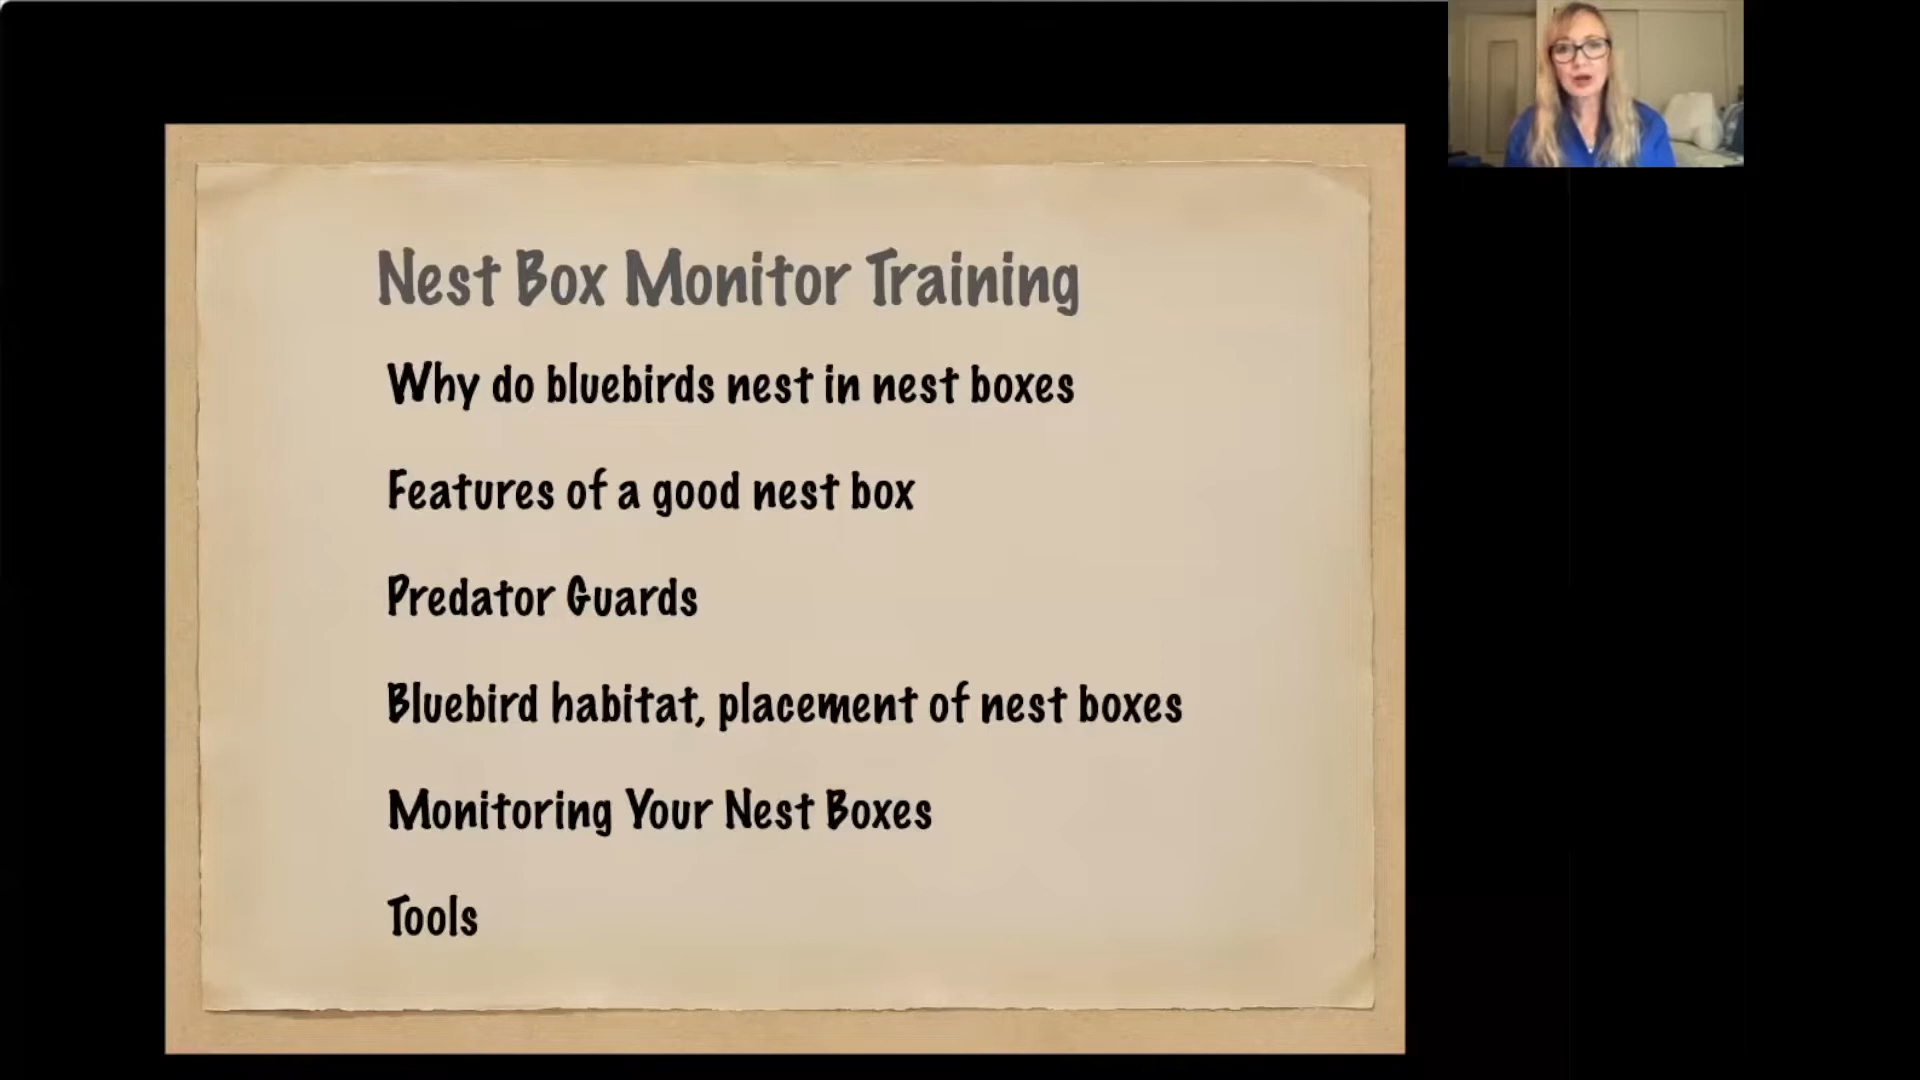 Nest Box Monitor Training
Why do bluebirds nest in nest boxes
Features of a good nest box
Predator Guards
Bluebird habitat, placement of nest boxes
Monitoring Your Nest Boxes
Tools